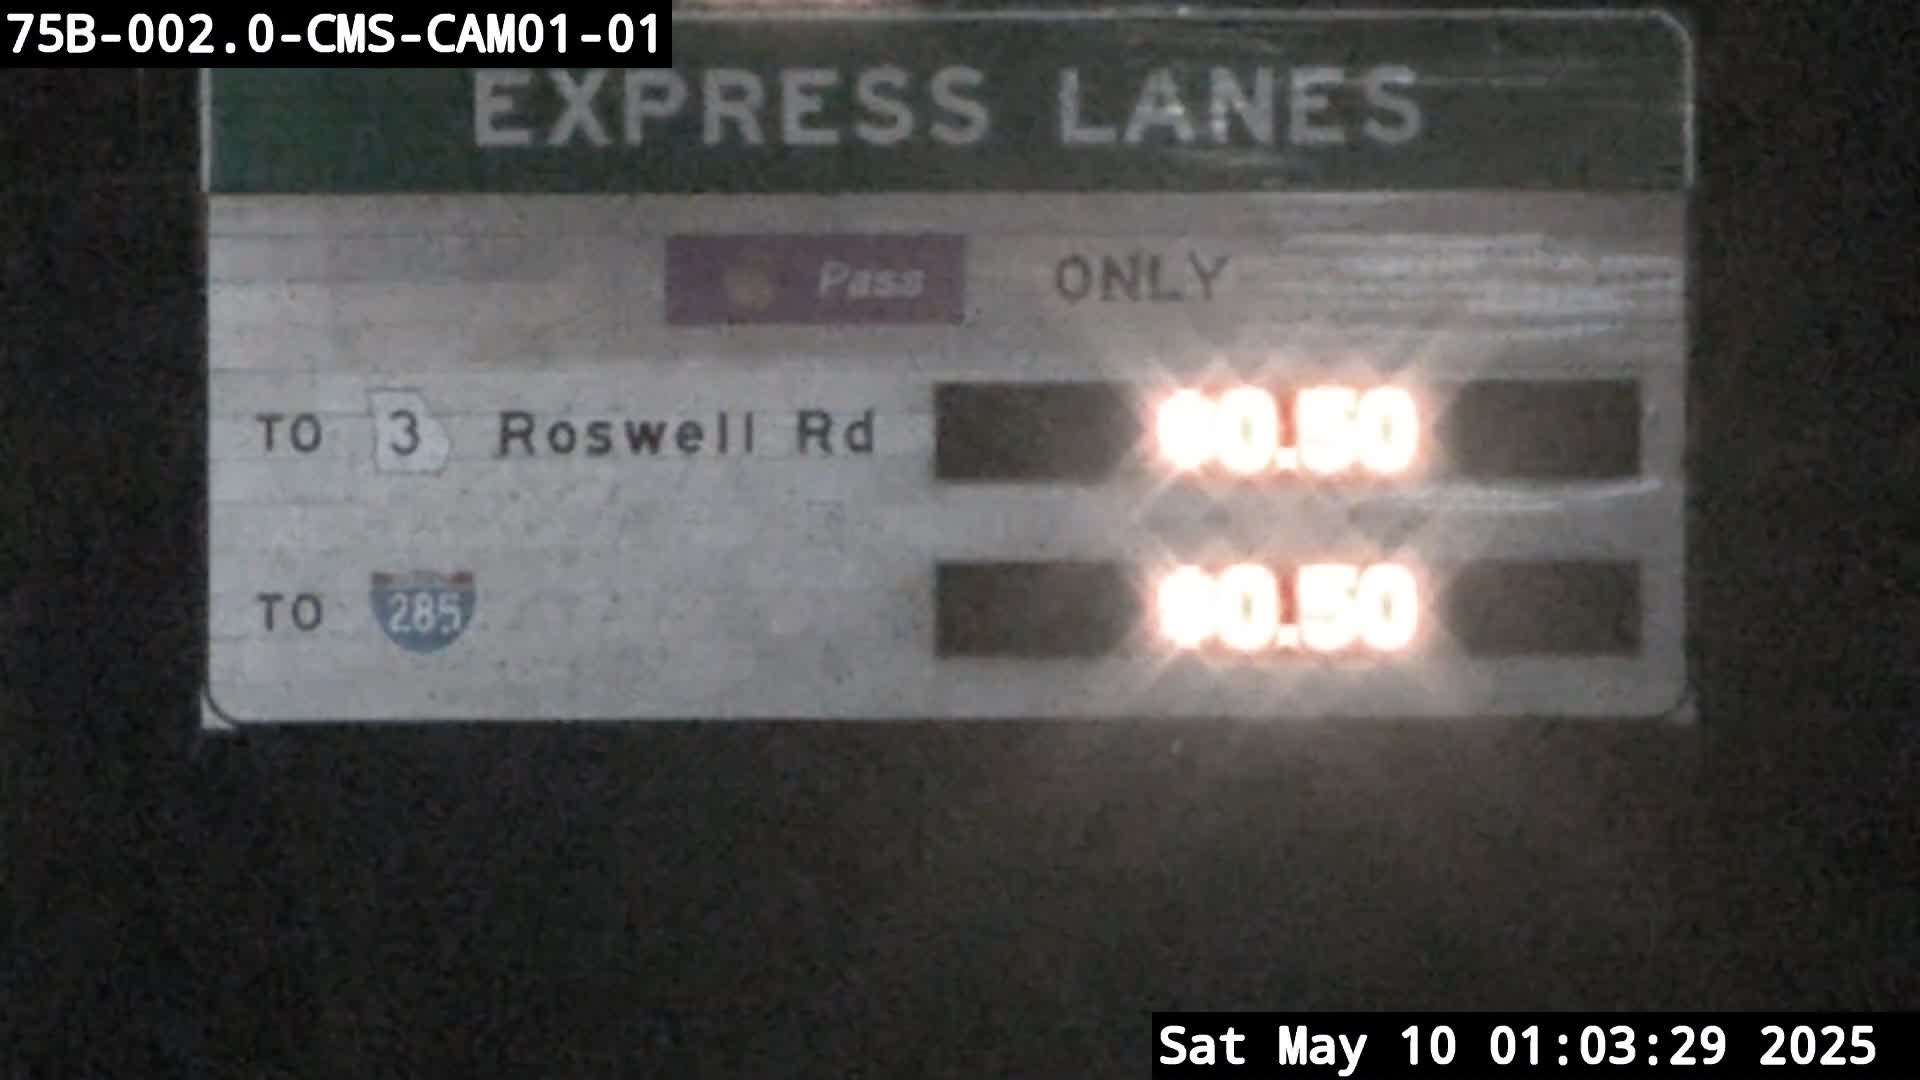 75B-002.0-CMS-CAM01-01
EXPRESS LANES
Pass ONLY
TO 3 Roswell Rd $0.50
TO 285 $0.50
Sat May 10 01:03:29 2025